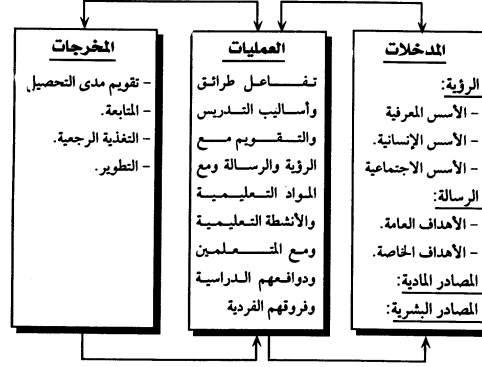 المدخلات
الرؤية:
- الأسس المعرفية
- الأسس الإنسانية.
- الأسس الاجتماعية
الرسالة:
- الأهداف العامة.
- الأهداف الخاصة.
المصادر المادية:
المصادر البشرية:
العمليات
تفاعل طرائق
وأساليب التدريس
والتقويم مع
الرؤية والرسالة ومع
المواد التعليمية
والأنشطة التعليمية
ومع المتعلمين
ودوافعهم الدراسية
وفروقهم الفردية
المخرجات
- تقويم مدى التحصيل
- المتابعة.
- التغذية الرجعية.
- التطوير.